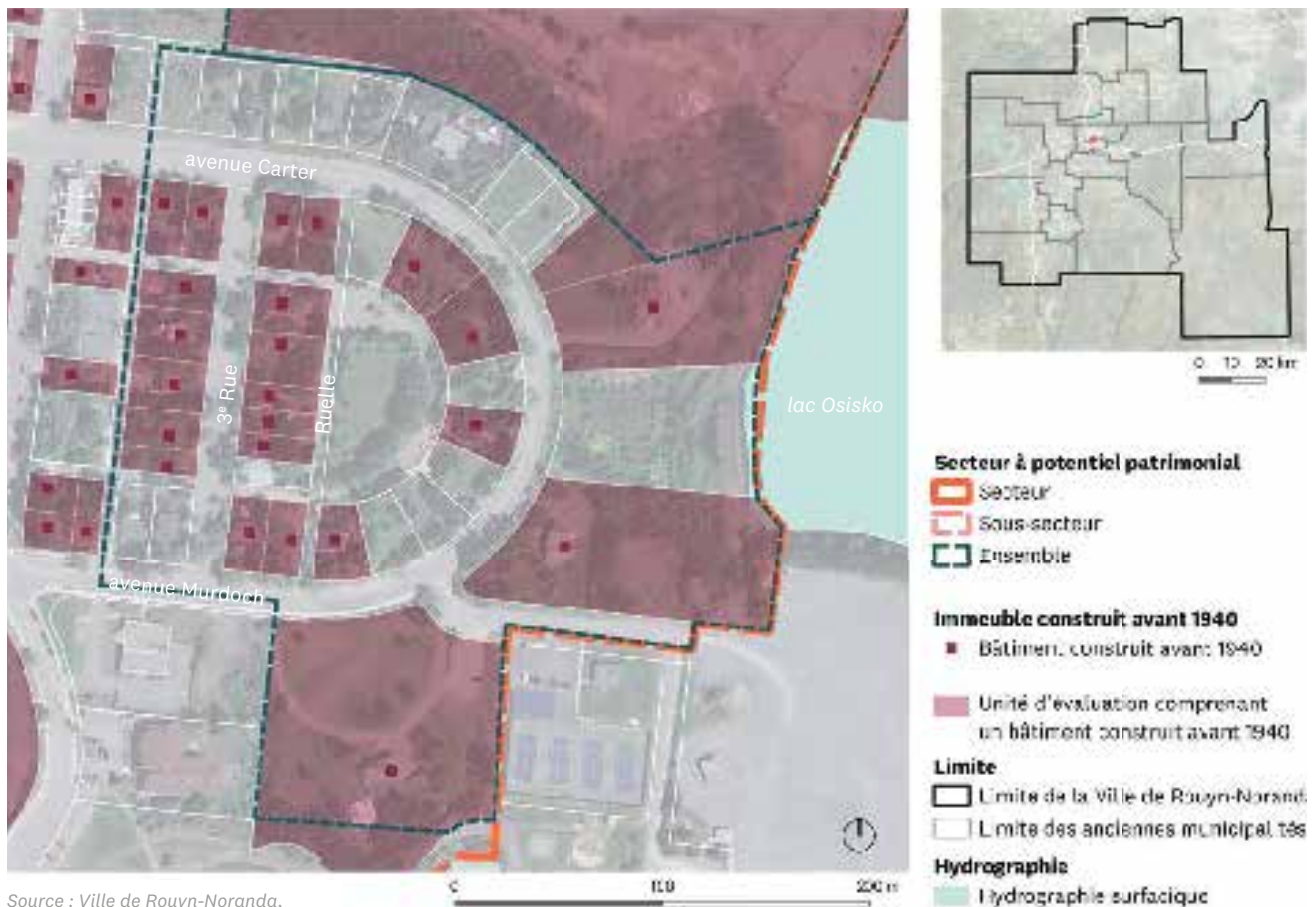 avenue Carter
3e Rue
Ruelle
lac Osisko
avenue Murdoch
0 100 200 m
Source : Ville de Rouyn-Noranda.
0 10 20 km
Secteur à potentiel patrimonial
Secteur
Sous-secteur
Ensemble
Immeuble construit avant 1940
Bâtiment construit avant 1940
Unité d'évaluation comprenant
un bâtiment construit avant 1940
Limite
Limite de la Ville de Rouyn-Norand
Limite des anciennes municipalités
Hydrographie
Hydrographie surfacique